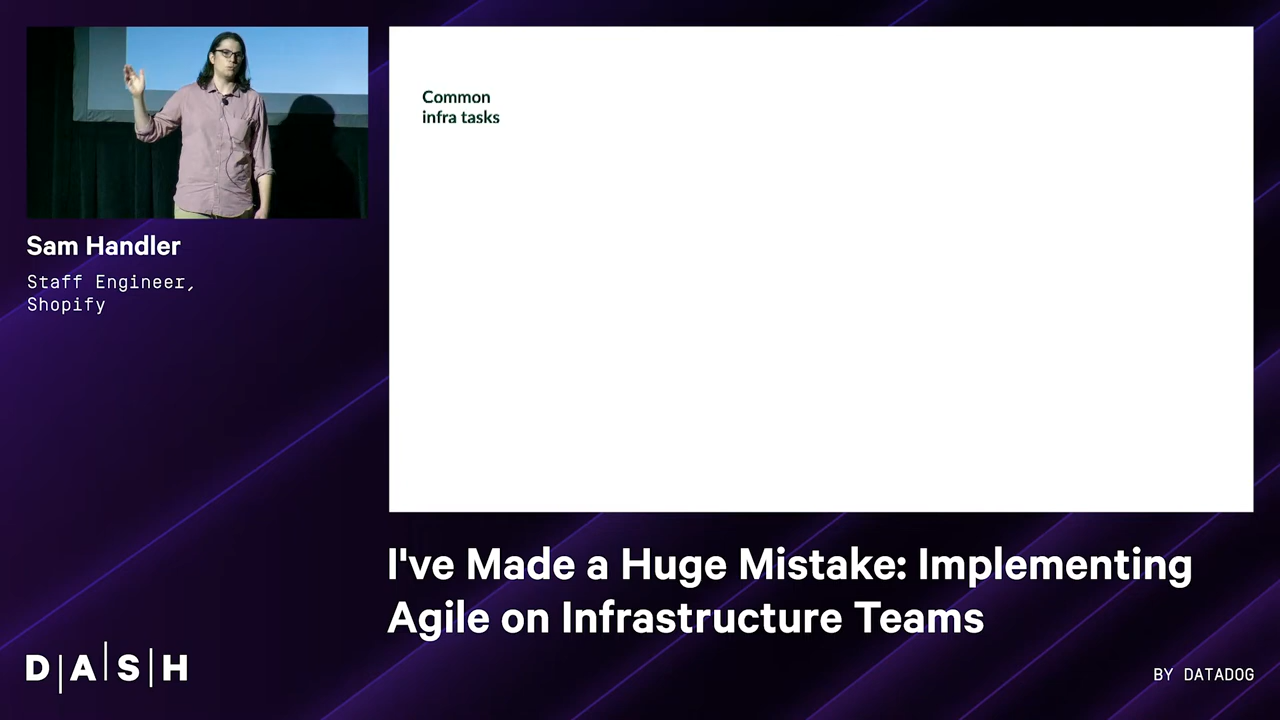 Common
infra tasks
Sam Handler
Staff Engineer,
Shopify
I've Made a Huge Mistake: Implementing
Agile on Infrastructure Teams
D|A|S|H
BY DATADOG